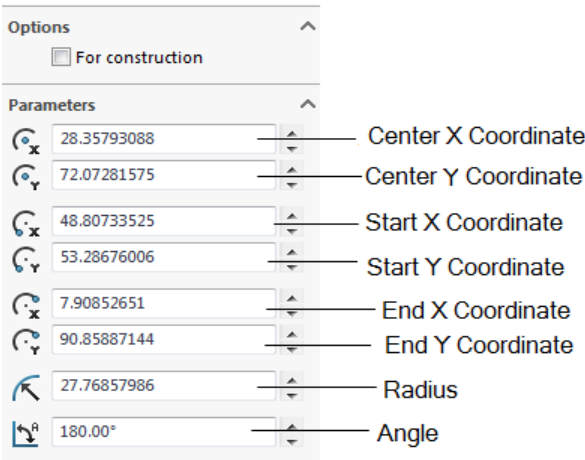 Options
For construction
Parameters
28.35793088 Center X Coordinate
72.07281575 Center Y Coordinate
48.80733525 Start X Coordinate
53.28676006 Start Y Coordinate
7.90852651 End X Coordinate
90.85887144 End Y Coordinate
27.76857986 Radius
180.00° Angle